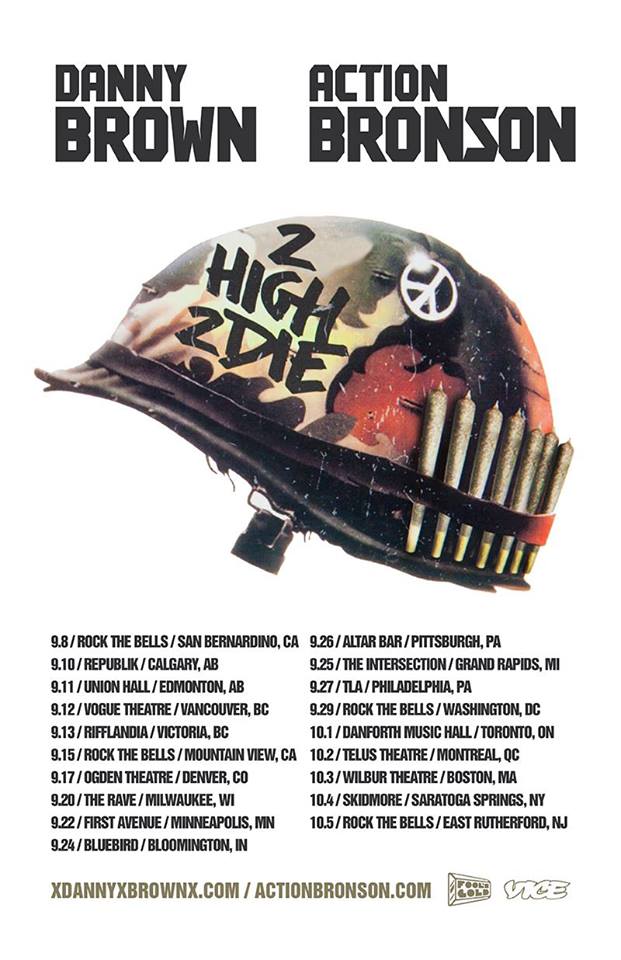 DANNY
BROWN
ACTION
BRONSON
2
HIGH
2 DIE
9.8 / ROCK THE BELLS / SAN BERNARDINO, CA
9.10 / REPUBLIK / CALGARY, AB
9.11 / UNION HALL / EDMONTON, AB
9.12 / VOGUE THEATRE / VANCOUVER, BC
9.13 / RIFFLANDIA / VICTORIA, BC
9.15 / ROCK THE BELLS / MOUNTAIN VIEW, CA
9.17 / OGDEN THEATRE / DENVER, CO
9.20 / THE RAVE / MILWAUKEE, WI
9.22 / FIRST AVENUE / MINNEAPOLIS, MN
9.24 / BLUEBIRD / BLOOMINGTON, IN
9.26 / ALTAR BAR / PITTSBURGH, PA
9.25 / THE INTERSECTION / GRAND RAPIDS, MI
9.27 / TLA / PHILADELPHIA, PA
9.29 / ROCK THE BELLS / WASHINGTON, DC
10.1 / DANFORTH MUSIC HALL / TORONTO, ON
10.2 / TELUS THEATRE / MONTREAL, QC
10.3 / WILBUR THEATRE / BOSTON, MA
10.4 / SKIDMORE / SARATOGA SPRINGS, NY
10.5 / ROCK THE BELLS / EAST RUTHERFORD, NJ
XDANNYXBROWNX.COM / ACTIONBRONSON.COM
FOOL'S
GOLD
VICE